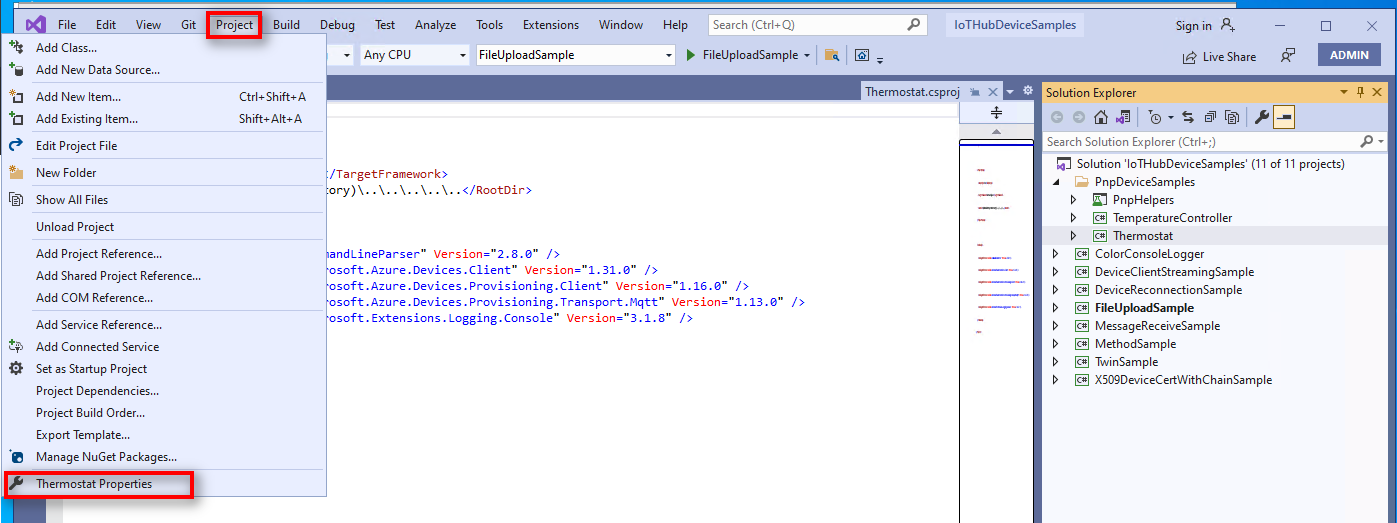 File Edit View Git Project Build Debug Test Analyze Tools Extensions Window Help Search (Ctrl+Q) IoTHubDeviceSamples Sign in
Any CPU FileUploadSample FileUploadSample Live Share ADMIN
Add Class...
Add New Data Source...
Add New Item... Ctrl+Shift+A
Add Existing Item... Shift+Alt+A
Edit Project File
New Folder
Show All Files
Unload Project
Add Project Reference...
Add Shared Project Reference...
Add COM Reference...
Add Service Reference...
Add Connected Service
Set as Startup Project
Project Dependencies...
Project Build Order...
Export Template...
Manage NuGet Packages...
Thermostat Properties
Thermostat.csproj
</TargetFramework>
tory)\..\..\..\..\..</RootDir>
mandLineParser" Version="2.8.0" />
rosoft.Azure.Devices.Client" Version="1.31.0" />
rosoft.Azure.Devices.Provisioning.Client" Version="1.16.0" />
rosoft.Azure.Devices.Provisioning.Transport.Mqtt" Version="1.13.0" />
rosoft.Extensions.Logging.Console" Version="3.1.8" />
Solution Explorer
Search Solution Explorer (Ctrl+;)
Solution 'IoTHubDeviceSamples' (11 of 11 projects)
PnpDeviceSamples
PnpHelpers
C# TemperatureController
C# Thermostat
C# ColorConsoleLogger
C# DeviceClientStreamingSample
C# DeviceReconnectionSample
C# FileUploadSample
C# MessageReceiveSample
C# MethodSample
C# TwinSample
C# X509DeviceCertWithChainSample